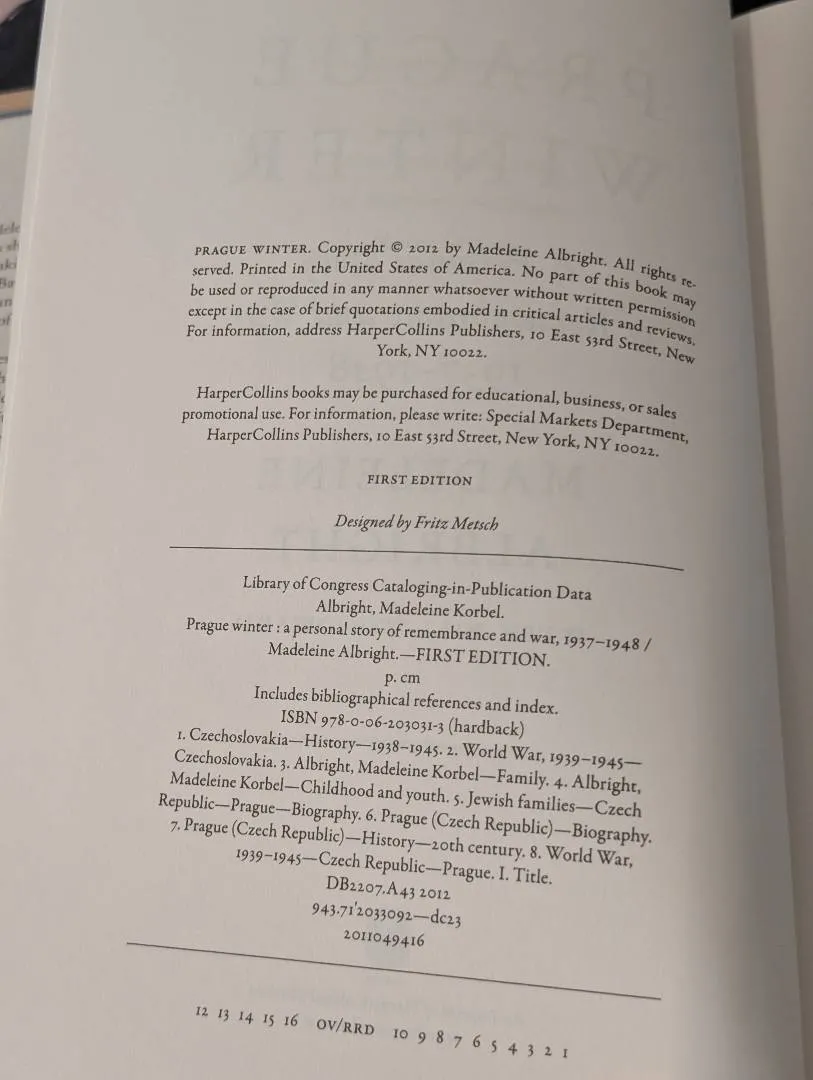 PRAGUE WINTER. Copyright © 2012 by Madeleine Albright. All rights re-
served. Printed in the United States of America. No part of this book may
be used or reproduced in any manner whatsoever without written permission
except in the case of brief quotations embodied in critical articles and reviews.
For information, address HarperCollins Publishers, 10 East 53rd Street, New
York, NY 10022.
HarperCollins books may be purchased for educational, business, or sales
promotional use. For information, please write: Special Markets Department,
HarperCollins Publishers, 10 East 53rd Street, New York, NY 10022.
FIRST EDITION
Designed by Fritz Metsch
Library of Congress Cataloging-in-Publication Data
Albright, Madeleine Korbel.
Prague winter : a personal story of remembrance and war, 1937–1948 /
Madeleine Albright.—FIRST EDITION.
p. cm
Includes bibliographical references and index.
ISBN 978-0-06-203031-3 (hardback)
1. Czechoslovakia—History—1938–1945. 2. World War, 1939–1945—
Czechoslovakia. 3. Albright, Madeleine Korbel—Family. 4. Albright,
Madeleine Korbel—Childhood and youth. 5. Jewish families—Czech
Republic—Prague—Biography. 6. Prague (Czech Republic)—Biography.
7. Prague (Czech Republic)—History—20th century. 8. World War,
1939–1945—Czech Republic—Prague. I. Title.
DB2207.A43 2012
943.71'2033092—dc23
2011049416
12 13 14 15 16 OV/RRD 10 9 8 7 6 5 4 3 2 1